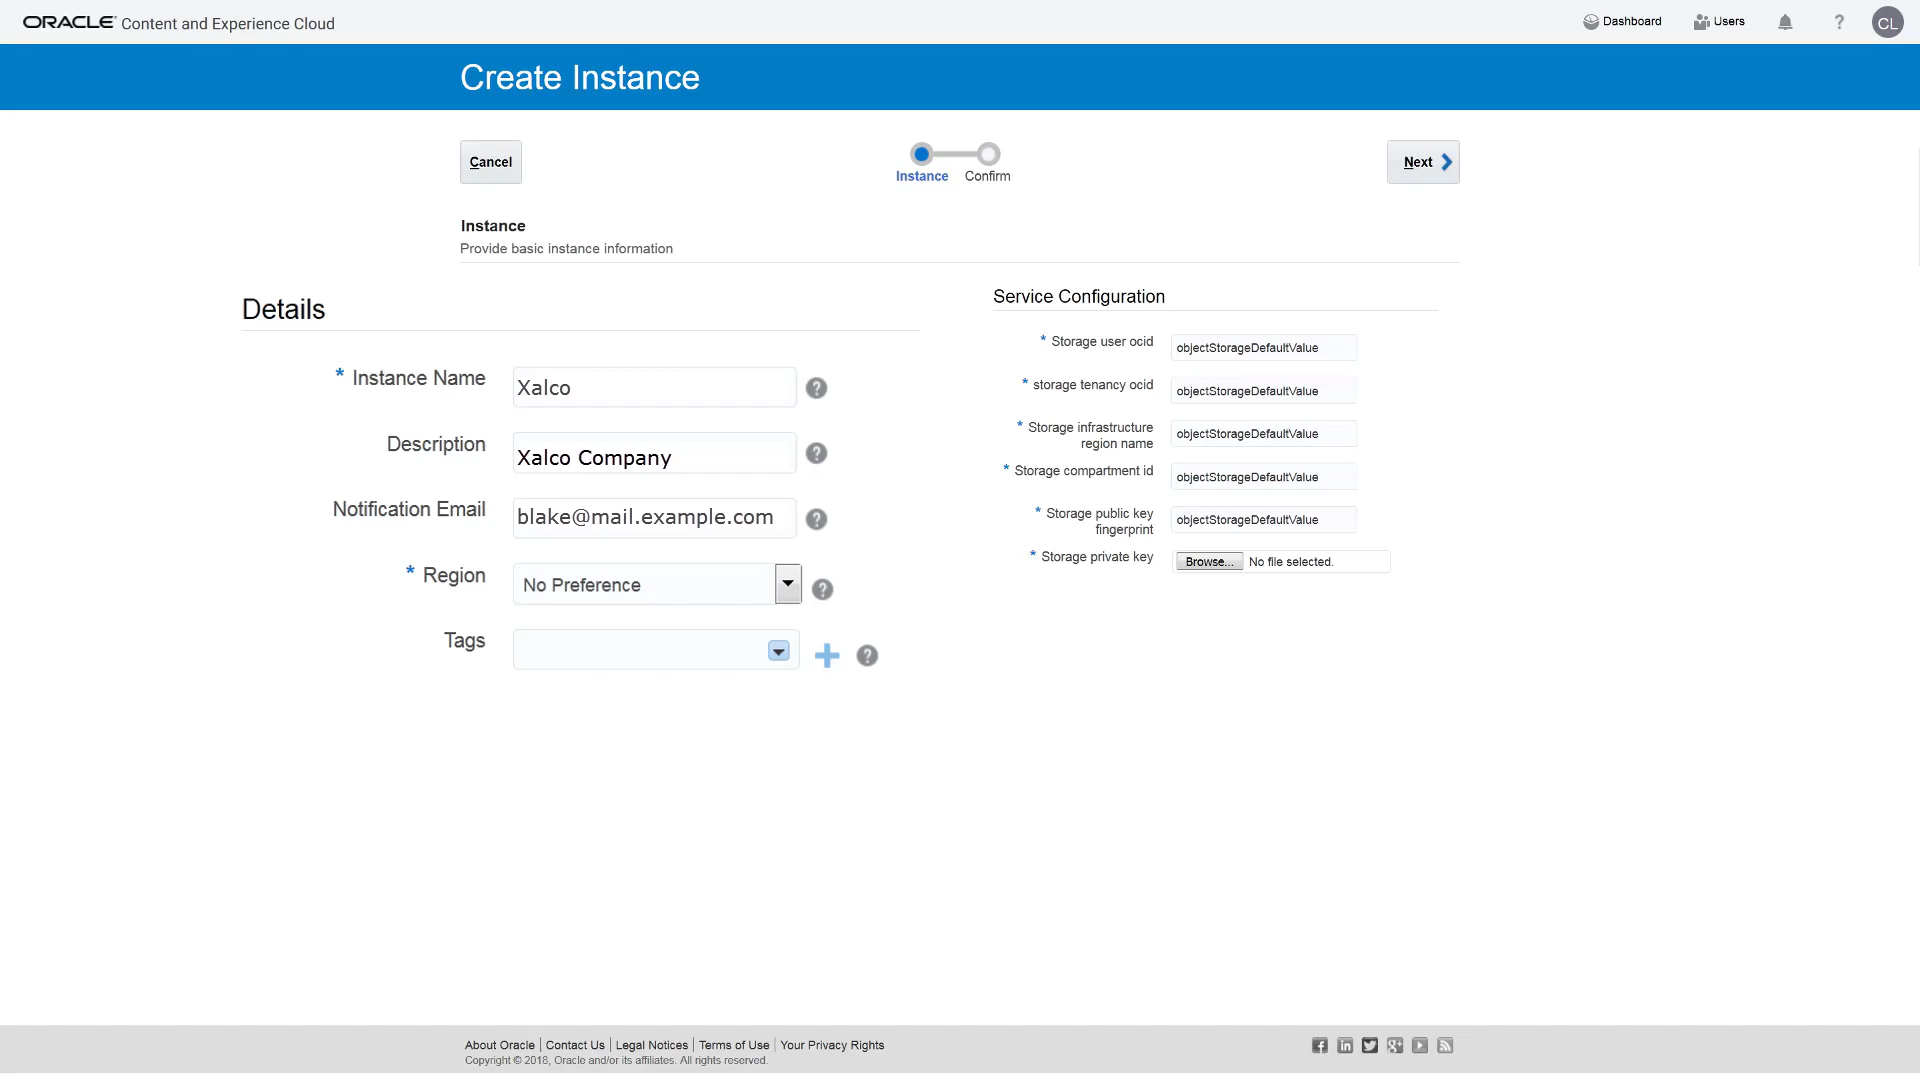 ORACLE Content and Experience Cloud
Dashboard
Users
?
CL
Create Instance
Cancel
Instance
Confirm
Next
Instance
Provide basic instance information
Details
* Instance Name
Xalco
?
Description
Xalco Company
?
Notification Email
blake@mail.example.com
?
* Region
No Preference
?
Tags
?
Service Configuration
* Storage user ocid
objectStorageDefaultValue
* storage tenancy ocid
objectStorageDefaultValue
* Storage infrastructure
region name
objectStorageDefaultValue
* Storage compartment id
objectStorageDefaultValue
* Storage public key
fingerprint
objectStorageDefaultValue
* Storage private key
Browse... No file selected.
About Oracle | Contact Us | Legal Notices | Terms of Use | Your Privacy Rights
Copyright © 2018, Oracle and/or its affiliates. All rights reserved.